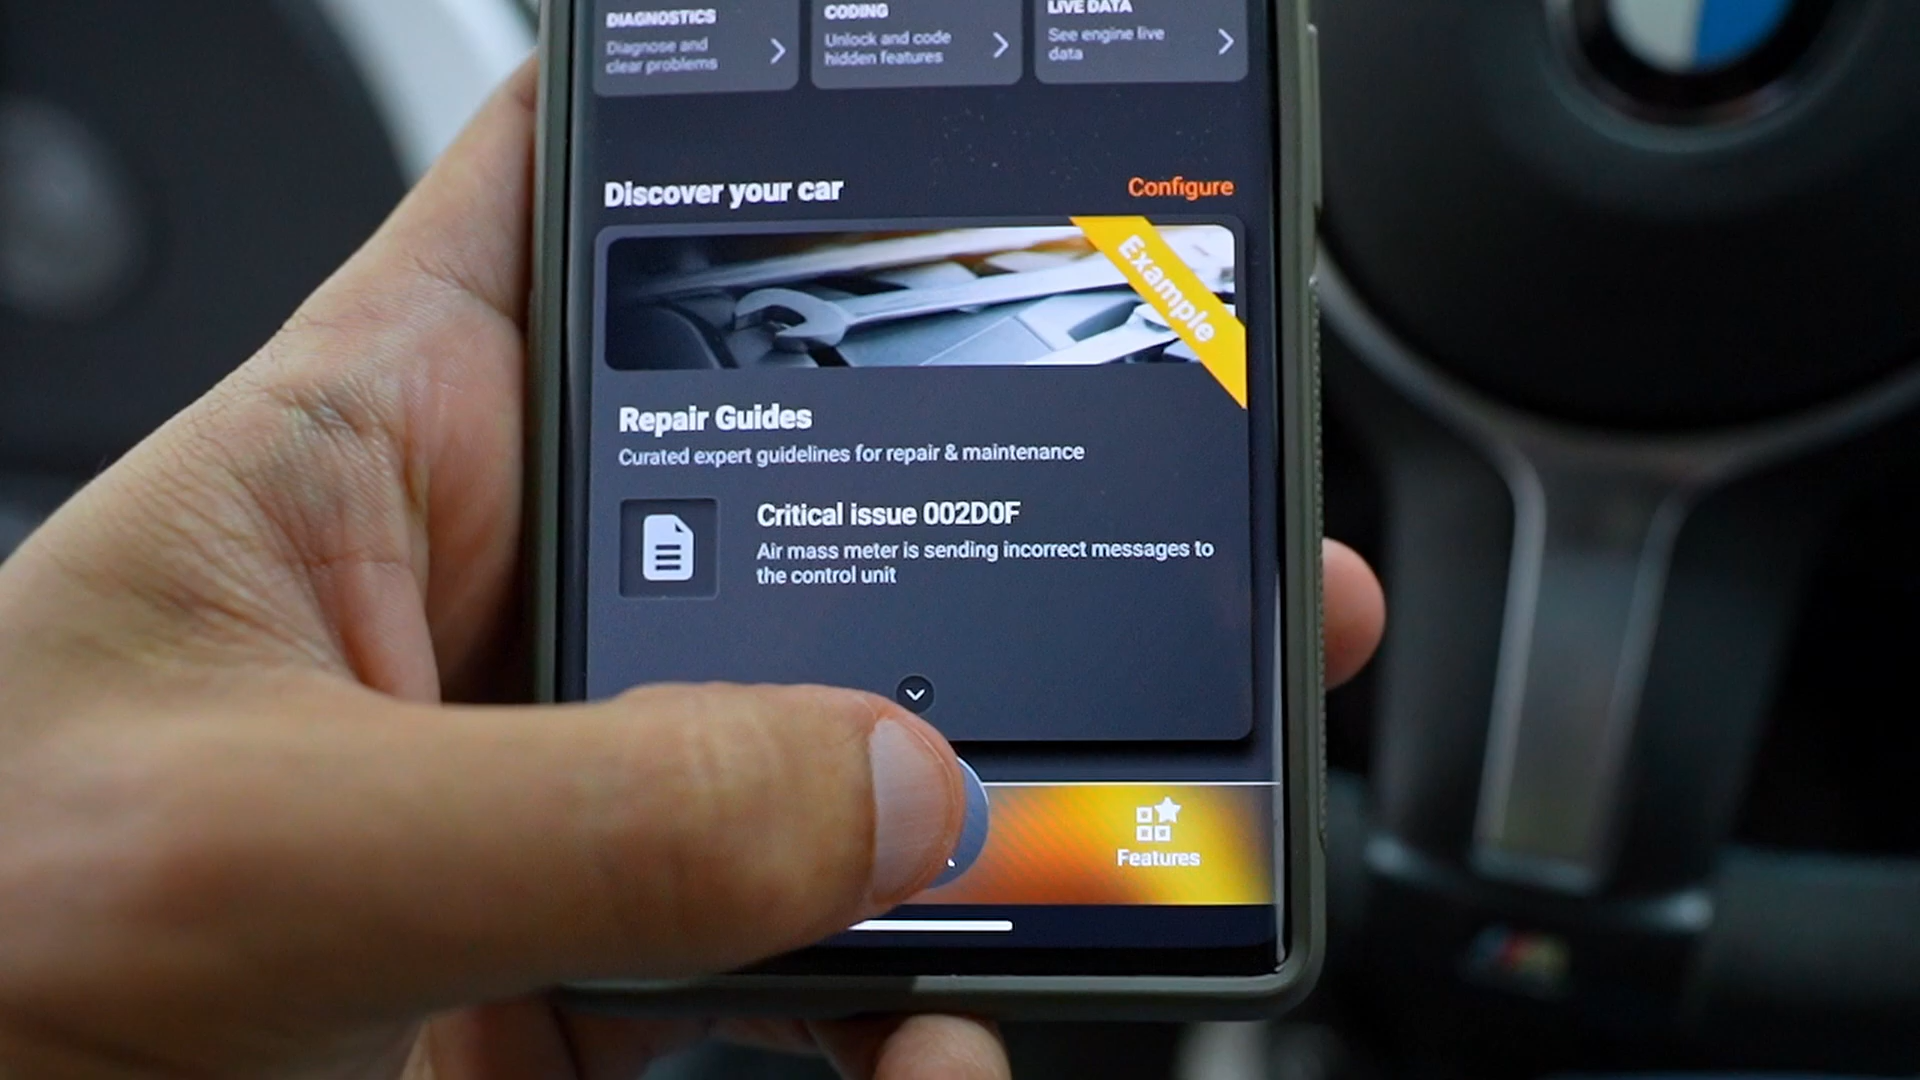 DIAGNOSTICS
Diagnose and
clear problems
CODING
Unlock and code
hidden features
LIVE DATA
See engine live
data
Discover your car
Configure
Example
Repair Guides
Curated expert guidelines for repair & maintenance
Critical issue 002D0F
Air mass meter is sending incorrect messages to
the control unit
Features